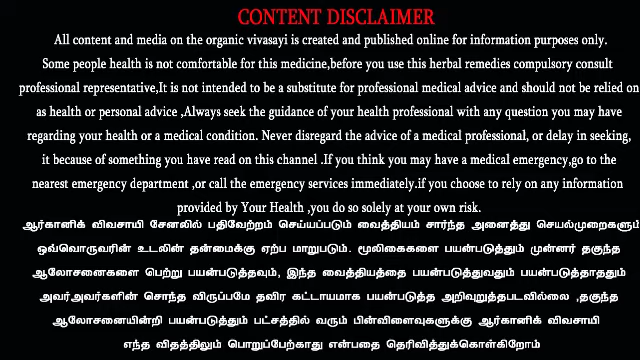 CONTENT DISCLAIMER
All content and media on the organic vivasayi is created and published online for information purposes only.
Some people health is not comfortable for this medicine,before you use this herbal remedies compulsory consult
professional representative,It is not intended to be a substitute for professional medical advice and should not be relied on
as health or personal advice ,Always seek the guidance of your health professional with any question you may have
regarding your health or a medical condition. Never disregard the advice of a medical professional, or delay in seeking,
it because of something you have read on this channel .If you think you may have a medical emergency,go to the
nearest emergency department ,or call the emergency services immediately.if you choose to rely on any information
provided by Your Health ,you do so solely at your own risk.
ஆர்கானிக் விவசாயி சேனலில் பதிவேற்றம் செய்யப்படும் வைத்தியம் சார்ந்த அனைத்து செயல்முறைகளும்
ஒவ்வொருவரின் உடலின் தன்மைக்கு ஏற்ப மாறுபடும். மூலிகைகளை பயன்படுத்தும் முன்னர் தகுந்த
ஆலோசனைகளை பெற்று பயன்படுத்தவும், இந்த வைத்தியத்தை பயன்படுத்துவதும் பயன்படுத்தாததும்
அவர்அவர்களின் சொந்த விருப்பமே தவிர கட்டாயமாக பயன்படுத்த அறிவுறுத்தபடவில்லை ,தகுந்த
ஆலோசனையின்றி பயன்படுத்தும் பட்சத்தில் வரும் பின்விளைவுகளுக்கு ஆர்கானிக் விவசாயி
எந்த விதத்திலும் பொறுப்பேற்காது என்பதை தெரிவித்துக்கொள்கிறோம்